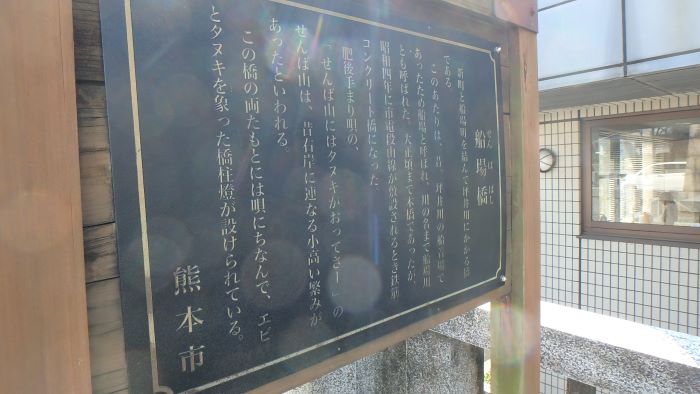 せんばばし
船場橋
新町と船場町を結んで坪井川にかかる橋
である。
このあたりは、昔、坪井川の船着場で
あったため船場と呼ばれ、川の名まで船場川
とも呼ばれた。大正頃まで木橋であったが、
昭和四年に市電役山線が敷設されるとき鉄筋
コンクリート橋になった。
肥後手まり唄の、
「せんば山にはタヌキがおってさー」の
せんば山は、昔右岸に連なる小高い繁みが
あったといわれる。
この橋の両たもとには唄にちなんで、エビ
とタヌキを象った橋柱燈が設けられている。
熊本市